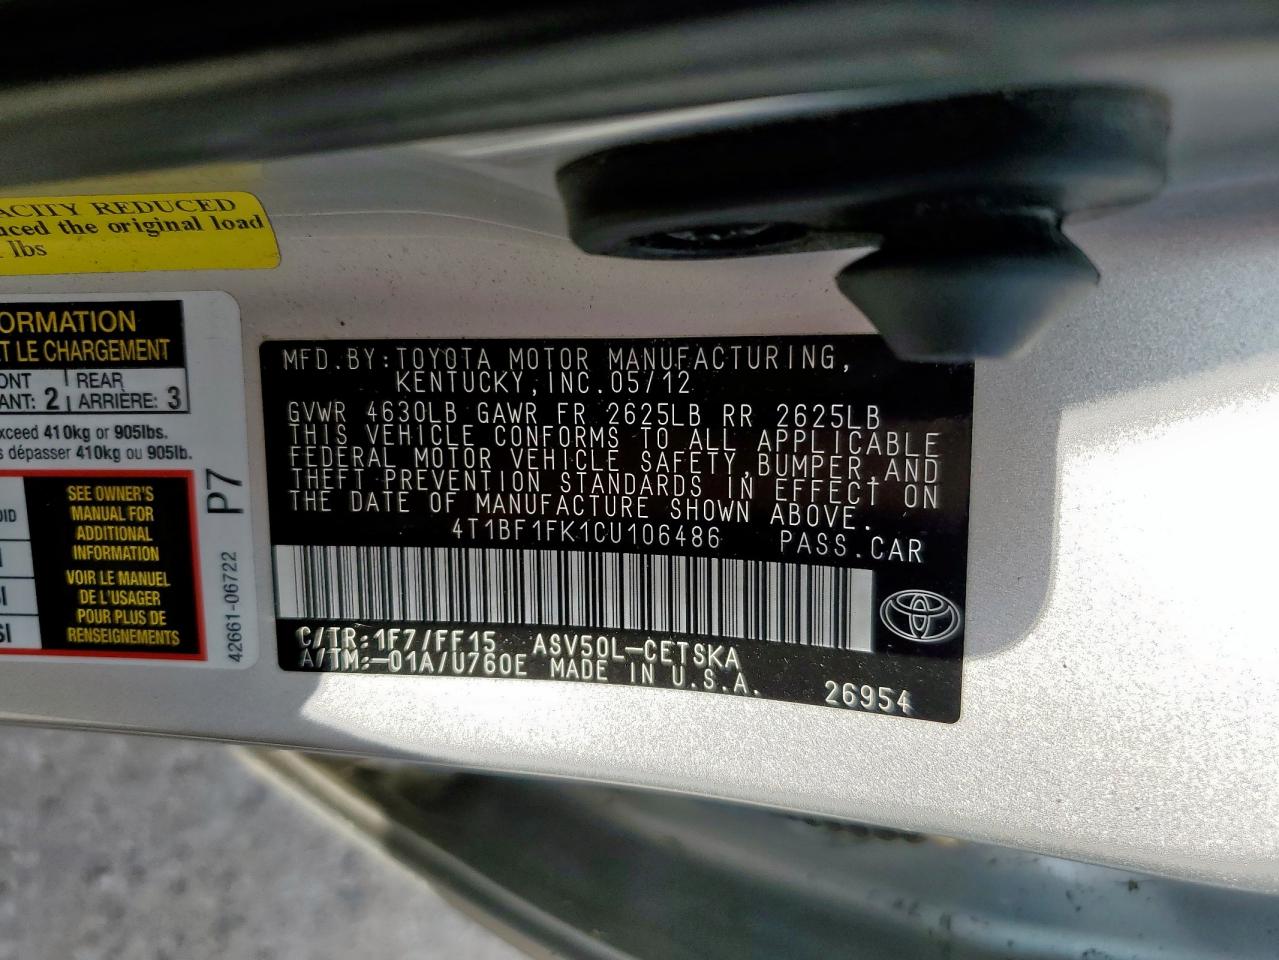 ACITY REDUCED
nced the original load
lbs
ORMATION
ET LE CHARGEMENT
ONT
ANT: 2
REAR
ARRIÈRE: 3
xceed 410kg or 905lbs.
s dépasser 410kg ou 905lb.
SEE OWNER'S
MANUAL FOR
ADDITIONAL
INFORMATION
VOIR LE MANUEL
DE L'USAGER
POUR PLUS DE
RENSEIGNEMENTS
P7
42661-06722
MFD.BY:TOYOTA MOTOR MANUFACTURING,
KENTUCKY,INC.05/12
GVWR 4630LB GAWR FR 2625LB RR 2625LB
THIS VEHICLE CONFORMS TO ALL APPLICABLE
FEDERAL MOTOR VEHICLE SAFETY,BUMPER,AND
THEFT PREVENTION STANDARDS IN EFFECT ON
THE DATE OF MANUFACTURE SHOWN ABOVE.
4T1BF1FK1CU106486 PASS.CAR
C/TR:1F7/FF15 ASV50L-CETSKA
A/TM:-01A/U760E MADE IN U.S.A.
26954